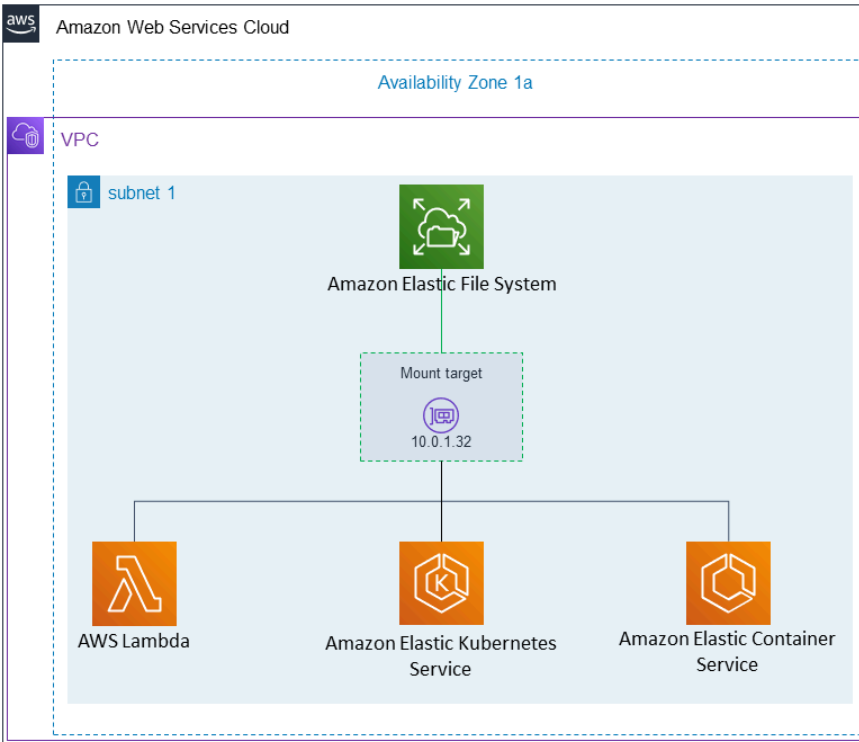 aws
Amazon Web Services Cloud
Availability Zone 1a
VPC
subnet 1
Amazon Elastic File System
Mount target
10.0.1.32
AWS Lambda
K
Amazon Elastic Kubernetes
Service
Amazon Elastic Container
Service